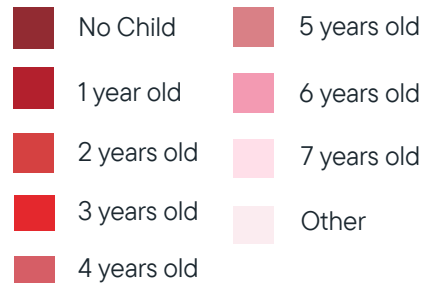 No Child
1 year old
2 years old
3 years old
4 years old
5 years old
6 years old
7 years old
Other